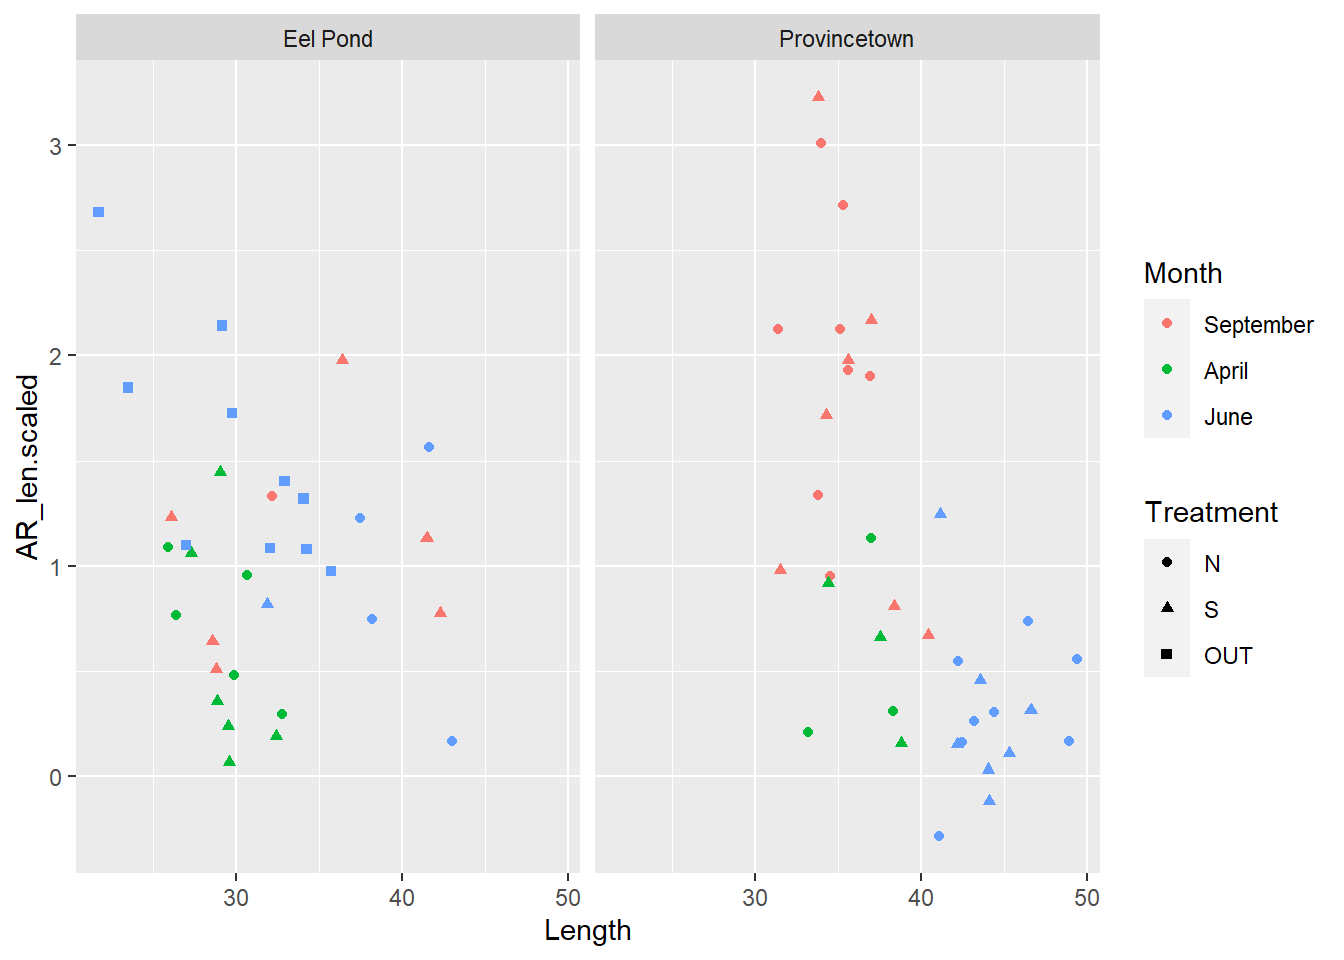 Eel Pond
Provincetown
AR_len.scaled
3
2
1
0
30
40
50
30
40
50
Length
Month
September
April
June
Treatment
N
S
OUT